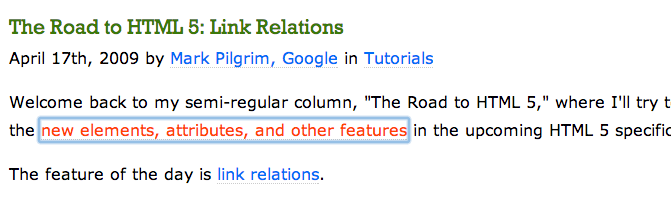 The Road to HTML 5: Link Relations
April 17th, 2009 by Mark Pilgrim, Google in Tutorials
Welcome back to my semi-regular column, "The Road to HTML 5," where I'll try t
the new elements, attributes, and other features in the upcoming HTML 5 specific
The feature of the day is link relations.